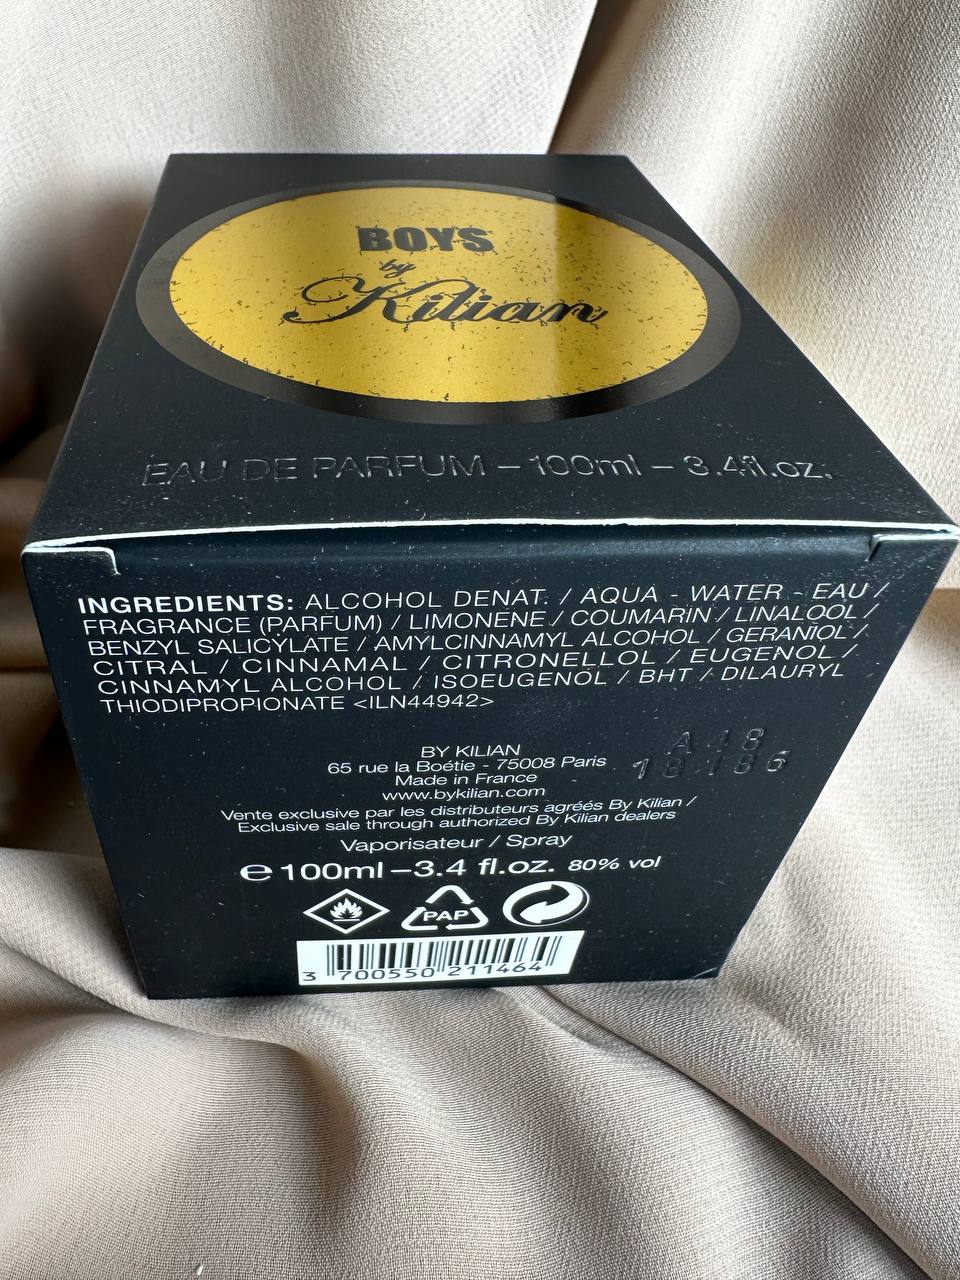 BOYS
by
Kilian
EAU DE PARFUM – 100ml – 3.4fl.oz.
INGREDIENTS: ALCOHOL DENAT. / AQUA - WATER - EAU /
FRAGRANCE (PARFUM) / LIMONENE / COUMARIN / LINALOOL /
BENZYL SALICYLATE / AMYLCINNAMYL ALCOHOL / GERANIOL /
CITRAL / CINNAMAL / CITRONELLOL / EUGENOL /
CINNAMYL ALCOHOL / ISOEUGENOL / BHT / DILAURYL
THIODIPROPIONATE <ILN44942>
A 18
BY KILIAN
65 rue la Boétie - 75008 Paris
Made in France
www.bykilian.com
Vente exclusive par les distributeurs agréés By Kilian /
Exclusive sale through authorized By Kilian dealers
Vaporisateur / Spray
e 100ml – 3.4 fl.oz. 80% vol
PAP
3 700550 211464